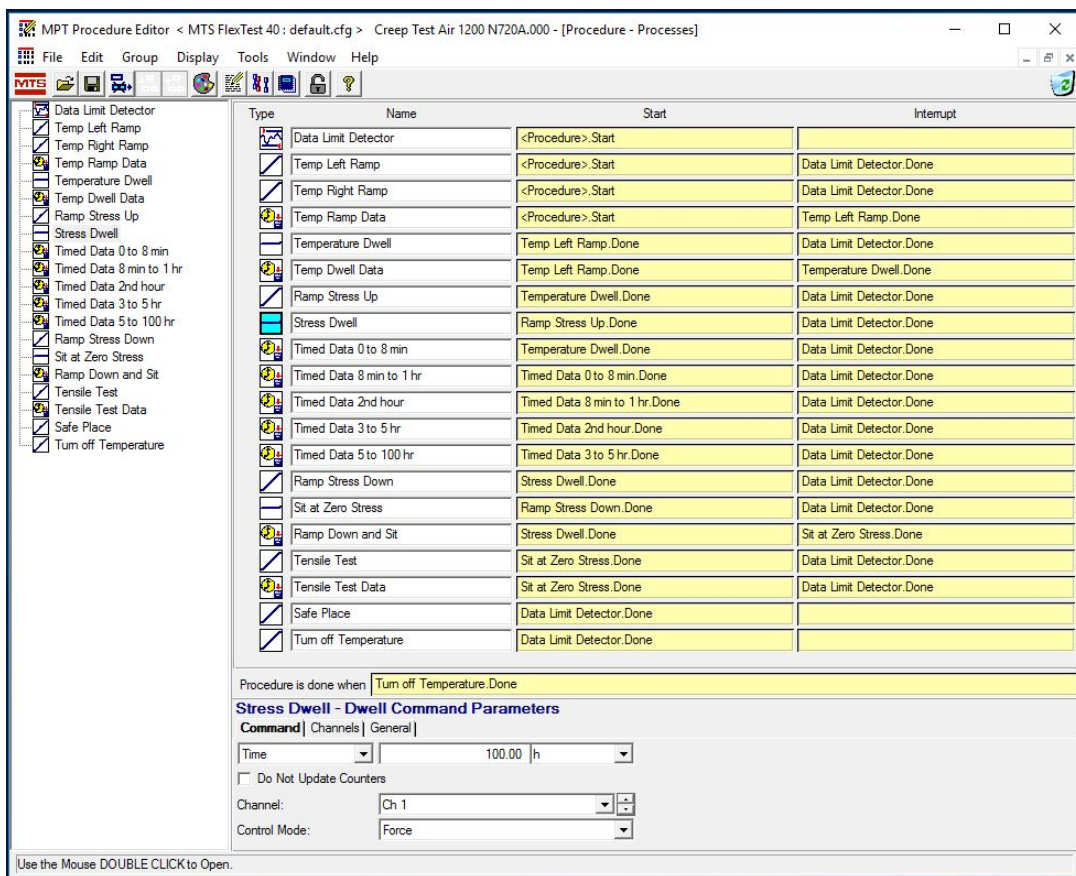 MPT Procedure Editor < MTS FlexTest 40 : default.cfg > Creep Test Air 1200 N720A.000 - [Procedure - Processes]
File Edit Group Display Tools Window Help
MTS
Data Limit Detector
Temp Left Ramp
Temp Right Ramp
Temp Ramp Data
Temperature Dwell
Temp Dwell Data
Ramp Stress Up
Stress Dwell
Timed Data 0 to 8 min
Timed Data 8 min to 1 hr
Timed Data 2nd hour
Timed Data 3 to 5 hr
Timed Data 5 to 100 hr
Ramp Stress Down
Sit at Zero Stress
Ramp Down and Sit
Tensile Test
Tensile Test Data
Safe Place
Turn off Temperature
Type Name Start Interrupt
Data Limit Detector <Procedure>.Start
Temp Left Ramp <Procedure>.Start Data Limit Detector.Done
Temp Right Ramp <Procedure>.Start Data Limit Detector.Done
Temp Ramp Data <Procedure>.Start Temp Left Ramp.Done
Temperature Dwell Temp Left Ramp.Done Data Limit Detector.Done
Temp Dwell Data Temp Left Ramp.Done Temperature Dwell.Done
Ramp Stress Up Temperature Dwell.Done Data Limit Detector.Done
Stress Dwell Ramp Stress Up.Done Data Limit Detector.Done
Timed Data 0 to 8 min Temperature Dwell.Done Data Limit Detector.Done
Timed Data 8 min to 1 hr Timed Data 0 to 8 min.Done Data Limit Detector.Done
Timed Data 2nd hour Timed Data 8 min to 1 hr.Done Data Limit Detector.Done
Timed Data 3 to 5 hr Timed Data 2nd hour.Done Data Limit Detector.Done
Timed Data 5 to 100 hr Timed Data 3 to 5 hr.Done Data Limit Detector.Done
Ramp Stress Down Stress Dwell.Done Data Limit Detector.Done
Sit at Zero Stress Ramp Stress Down.Done Data Limit Detector.Done
Ramp Down and Sit Stress Dwell.Done Sit at Zero Stress.Done
Tensile Test Sit at Zero Stress.Done Data Limit Detector.Done
Tensile Test Data Sit at Zero Stress.Done Data Limit Detector.Done
Safe Place Data Limit Detector.Done
Turn off Temperature Data Limit Detector.Done
Procedure is done when Turn off Temperature.Done
Stress Dwell - Dwell Command Parameters
Command Channels General
Time 100.00 h
Do Not Update Counters
Channel: Ch 1
Control Mode: Force
Use the Mouse DOUBLE CLICK to Open.